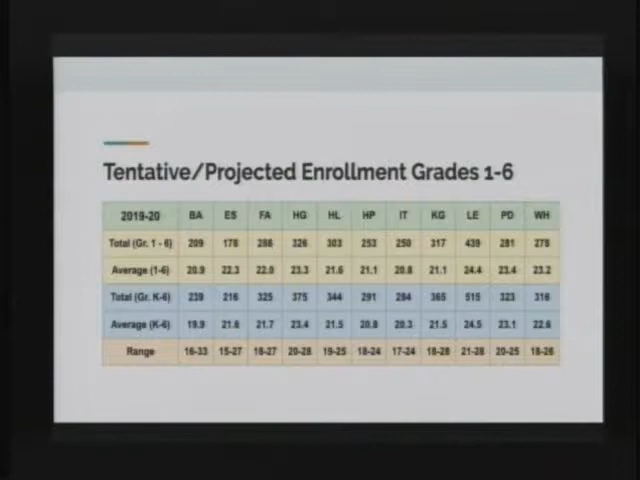 Tentative/Projected Enrollment Grades 1-6
2019-20 BA ES FA HG HL HP IT KG LE PD WH
Total (Gr. 1 - 6) 209 178 286 326 303 253 250 317 439 281 278
Average (1-6) 20.9 22.3 22.0 23.3 21.6 21.1 20.8 21.1 24.4 23.4 23.2
Total (Gr. K-6) 239 216 325 375 344 291 284 365 515 323 316
Average (K-6) 19.9 21.6 21.7 23.4 21.5 20.8 20.3 21.5 24.5 23.1 22.6
Range 16-33 15-27 18-27 20-28 19-25 18-24 17-24 18-28 21-28 20-25 18-26